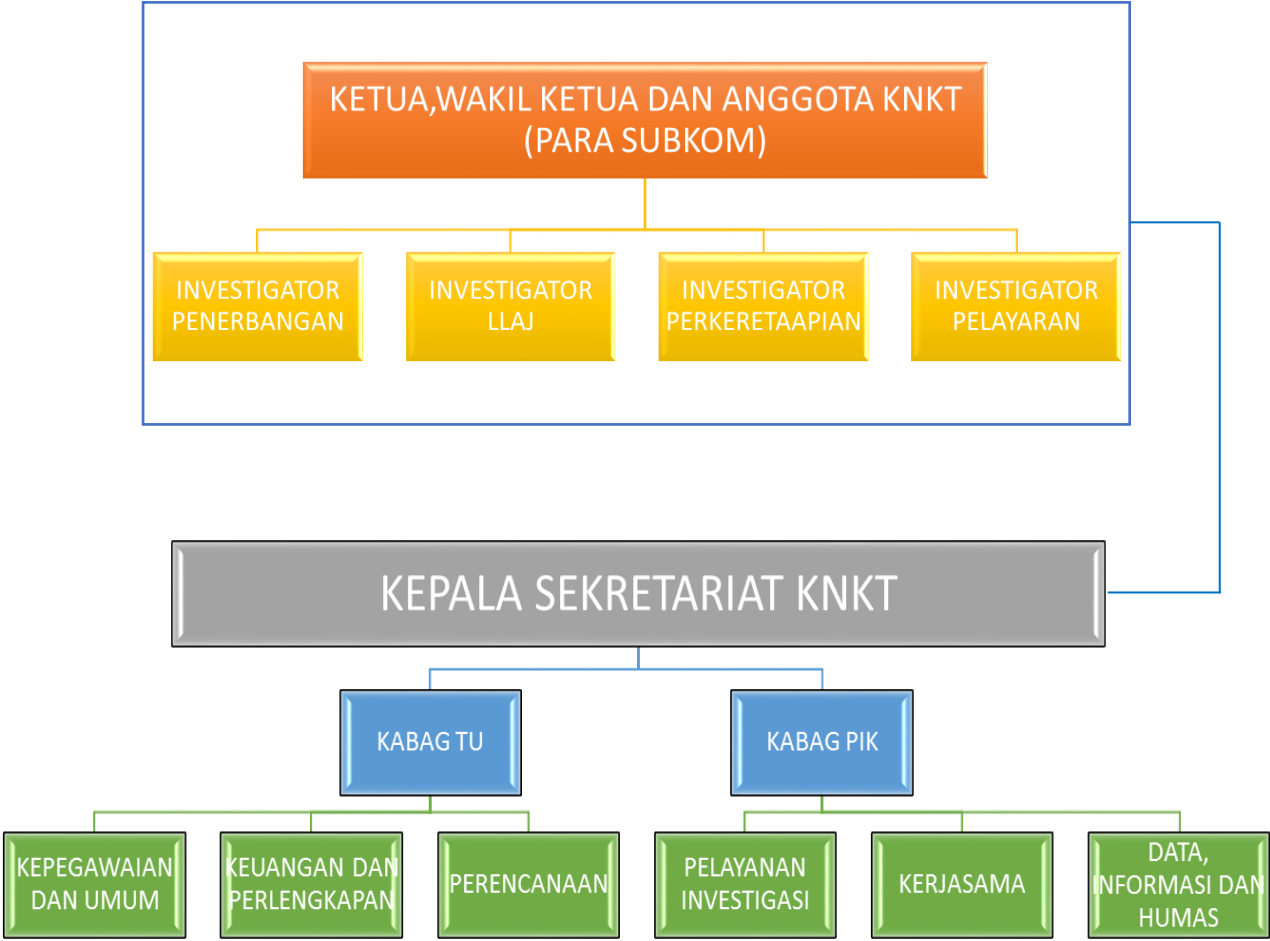 KETUA,WAKIL KETUA DAN ANGGOTA KNKT
(PARA SUBKOM)
INVESTIGATOR
PENERBANGAN
INVESTIGATOR
LLAJ
INVESTIGATOR
PERKERETAAPIAN
INVESTIGATOR
PELAYARAN
KEPALA SEKRETARIAT KNKT
KABAG TU
KABAG PIK
KEPEGAWAIAN
DAN UMUM
KEUANGAN DAN
PERLENGKAPAN
PERENCANAAN
PELAYANAN
INVESTIGASI
KERJASAMA
DATA,
INFORMASI DAN
HUMAS